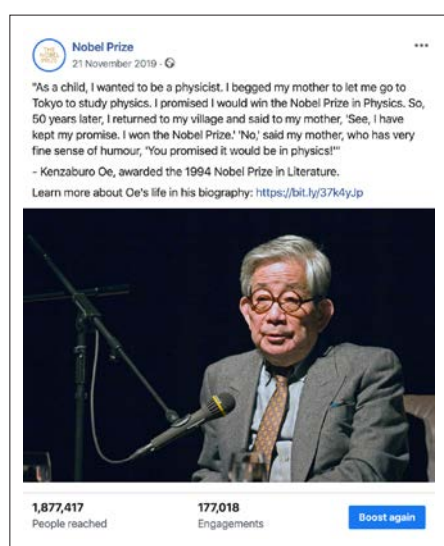 THE NOBEL PRIZE
Nobel Prize
21 November 2019 ·
"As a child, I wanted to be a physicist. I begged my mother to let me go to
Tokyo to study physics. I promised I would win the Nobel Prize in Physics. So,
50 years later, I returned to my village and said to my mother, 'See, I have
kept my promise. I won the Nobel Prize.' 'No,' said my mother, who has very
fine sense of humour, 'You promised it would be in physics!'"
- Kenzaburo Oe, awarded the 1994 Nobel Prize in Literature.
Learn more about Oe's life in his biography: https://bit.ly/37k4yJp
1,877,417
People reached
177,018
Engagements
Boost again